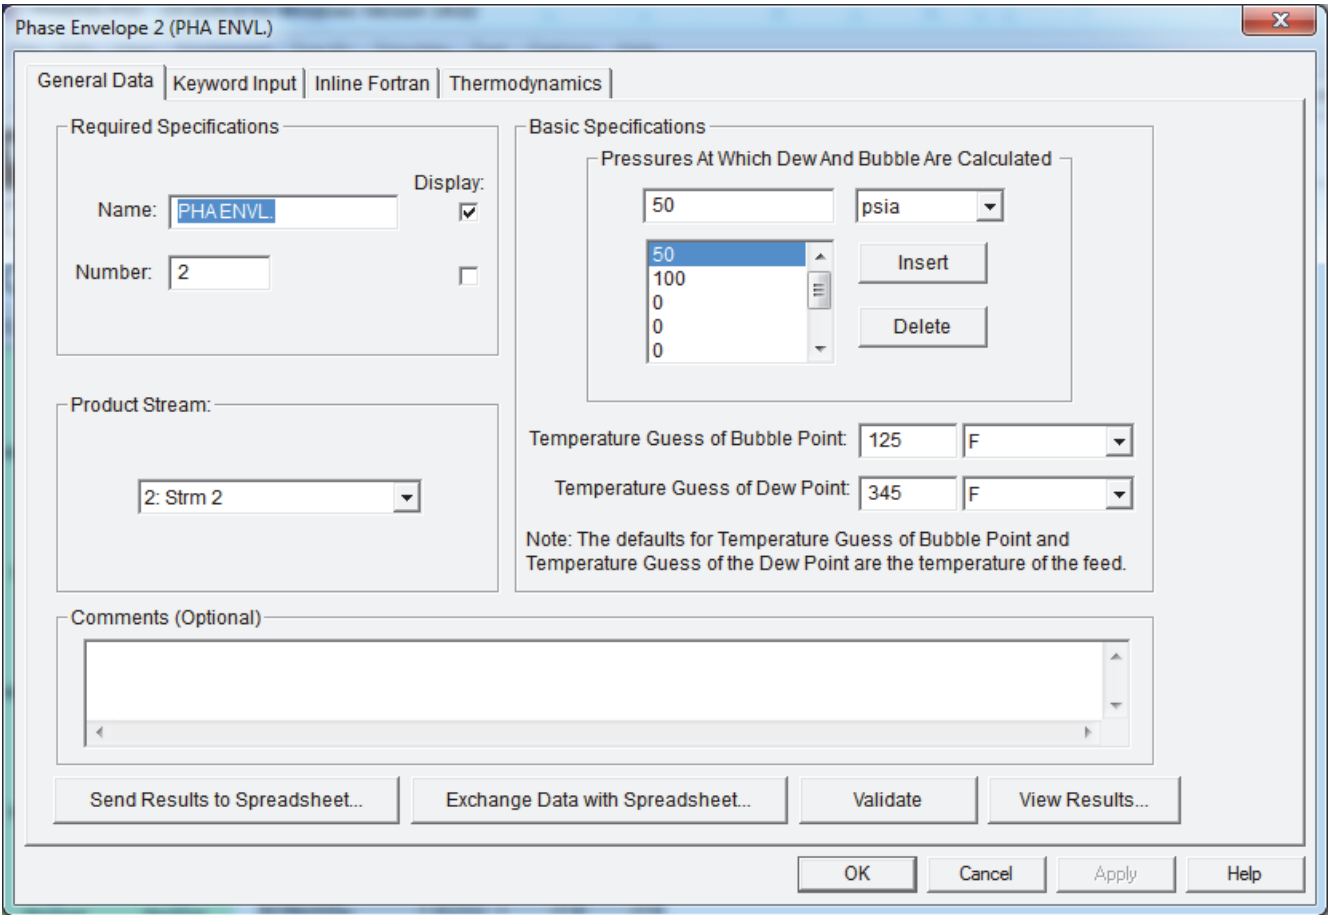 Phase Envelope 2 (PHA ENVL.)
General Data Keyword Input Inline Fortran Thermodynamics
Required Specifications
Display:
Name: PHA ENVL.
Number: 2
Product Stream:
2: Strm 2
Basic Specifications
Pressures At Which Dew And Bubble Are Calculated
50 psia
50
100
0
0
0
Insert
Delete
Temperature Guess of Bubble Point: 125 F
Temperature Guess of Dew Point: 345 F
Note: The defaults for Temperature Guess of Bubble Point and
Temperature Guess of the Dew Point are the temperature of the feed.
Comments (Optional)
Send Results to Spreadsheet... Exchange Data with Spreadsheet... Validate View Results...
OK Cancel Apply Help